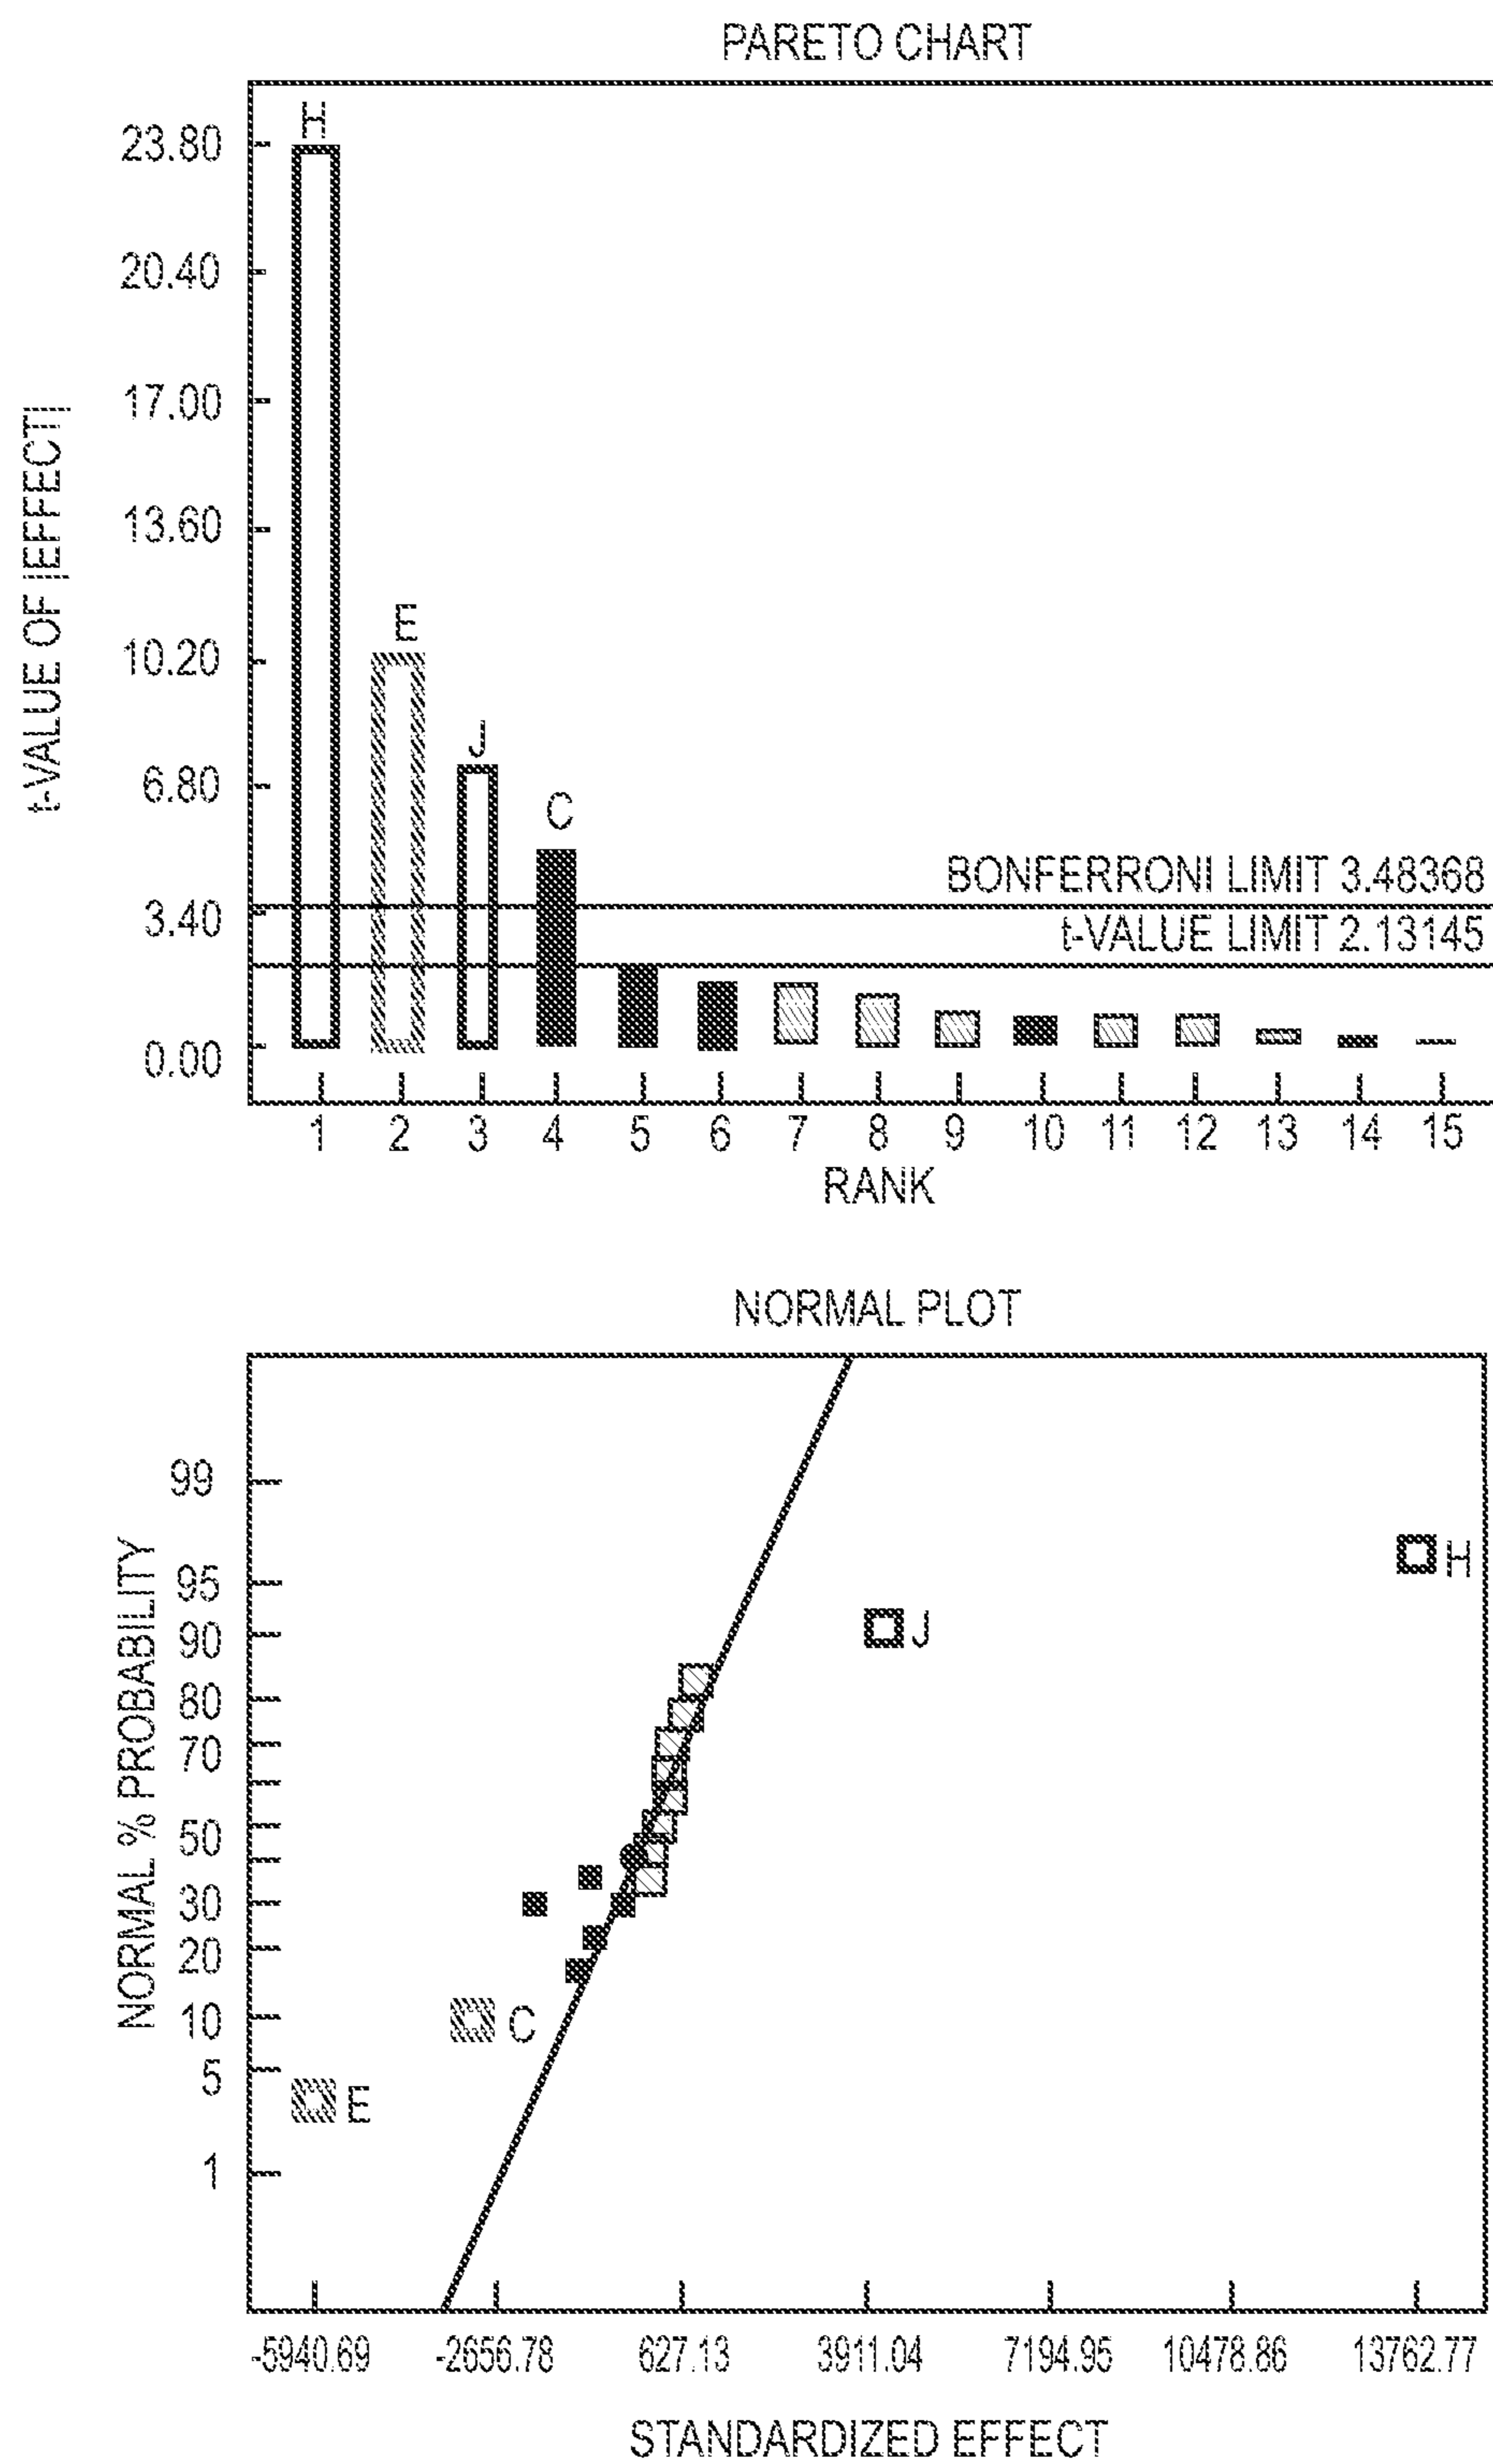 PARETO CHART
t-VALUE OF |EFFECT|
23.80
20.40
17.00
13.60
10.20
6.80
3.40
0.00
H
E
J
C
BONFERRONI LIMIT 3.48368
t-VALUE LIMIT 2.13145
1 2 3 4 5 6 7 8 9 10 11 12 13 14 15
RANK
NORMAL PLOT
NORMAL % PROBABILITY
99
95
90
80
70
50
30
20
10
5
1
H
J
C
E
-5940.69 -2656.78 627.13 3911.04 7194.95 10478.86 13762.77
STANDARDIZED EFFECT